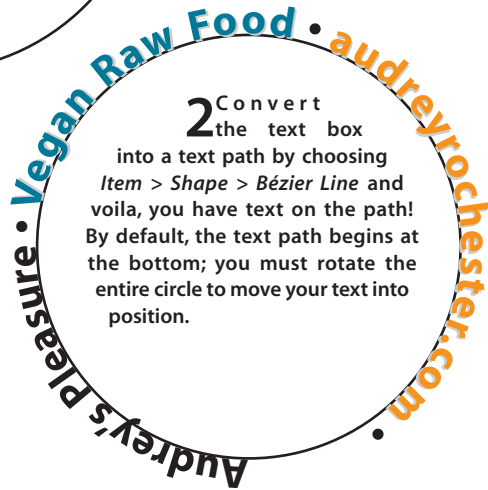 Audrey's Pleasure • Vegan Raw Food • audreyrochester.com •
2 Convert
the text box
into a text path by choosing
Item > Shape > Bézier Line and
voila, you have text on the path!
By default, the text path begins at
the bottom; you must rotate the
entire circle to move your text into
position.